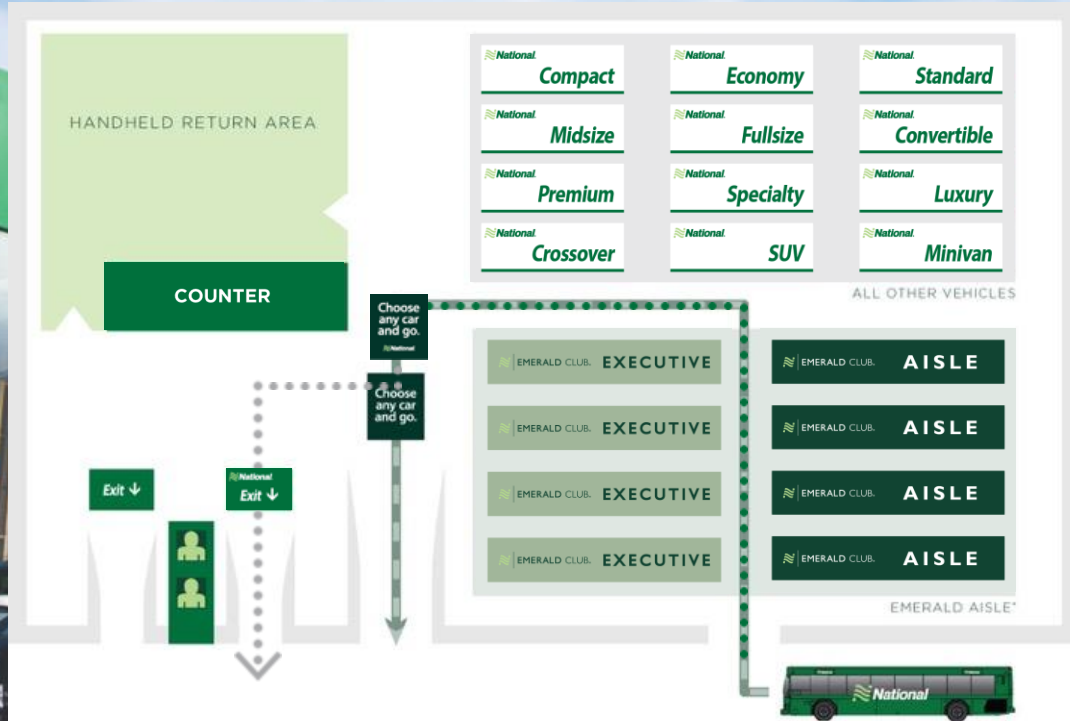 HANDHELD RETURN AREA
COUNTER
National
Compact
National
Economy
National
Standard
National
Midsize
National
Fullsize
National
Convertible
National
Premium
National
Specialty
National
Luxury
National
Crossover
National
SUV
National
Minivan
ALL OTHER VEHICLES
Choose
any car
and go.
National
Choose
any car
and go.
EMERALD CLUB. EXECUTIVE
EMERALD CLUB. AISLE
EMERALD CLUB. EXECUTIVE
EMERALD CLUB. AISLE
EMERALD CLUB. EXECUTIVE
EMERALD CLUB. AISLE
EMERALD CLUB. EXECUTIVE
EMERALD CLUB. AISLE
EMERALD AISLE®
Exit ↓
National
Exit ↓
National